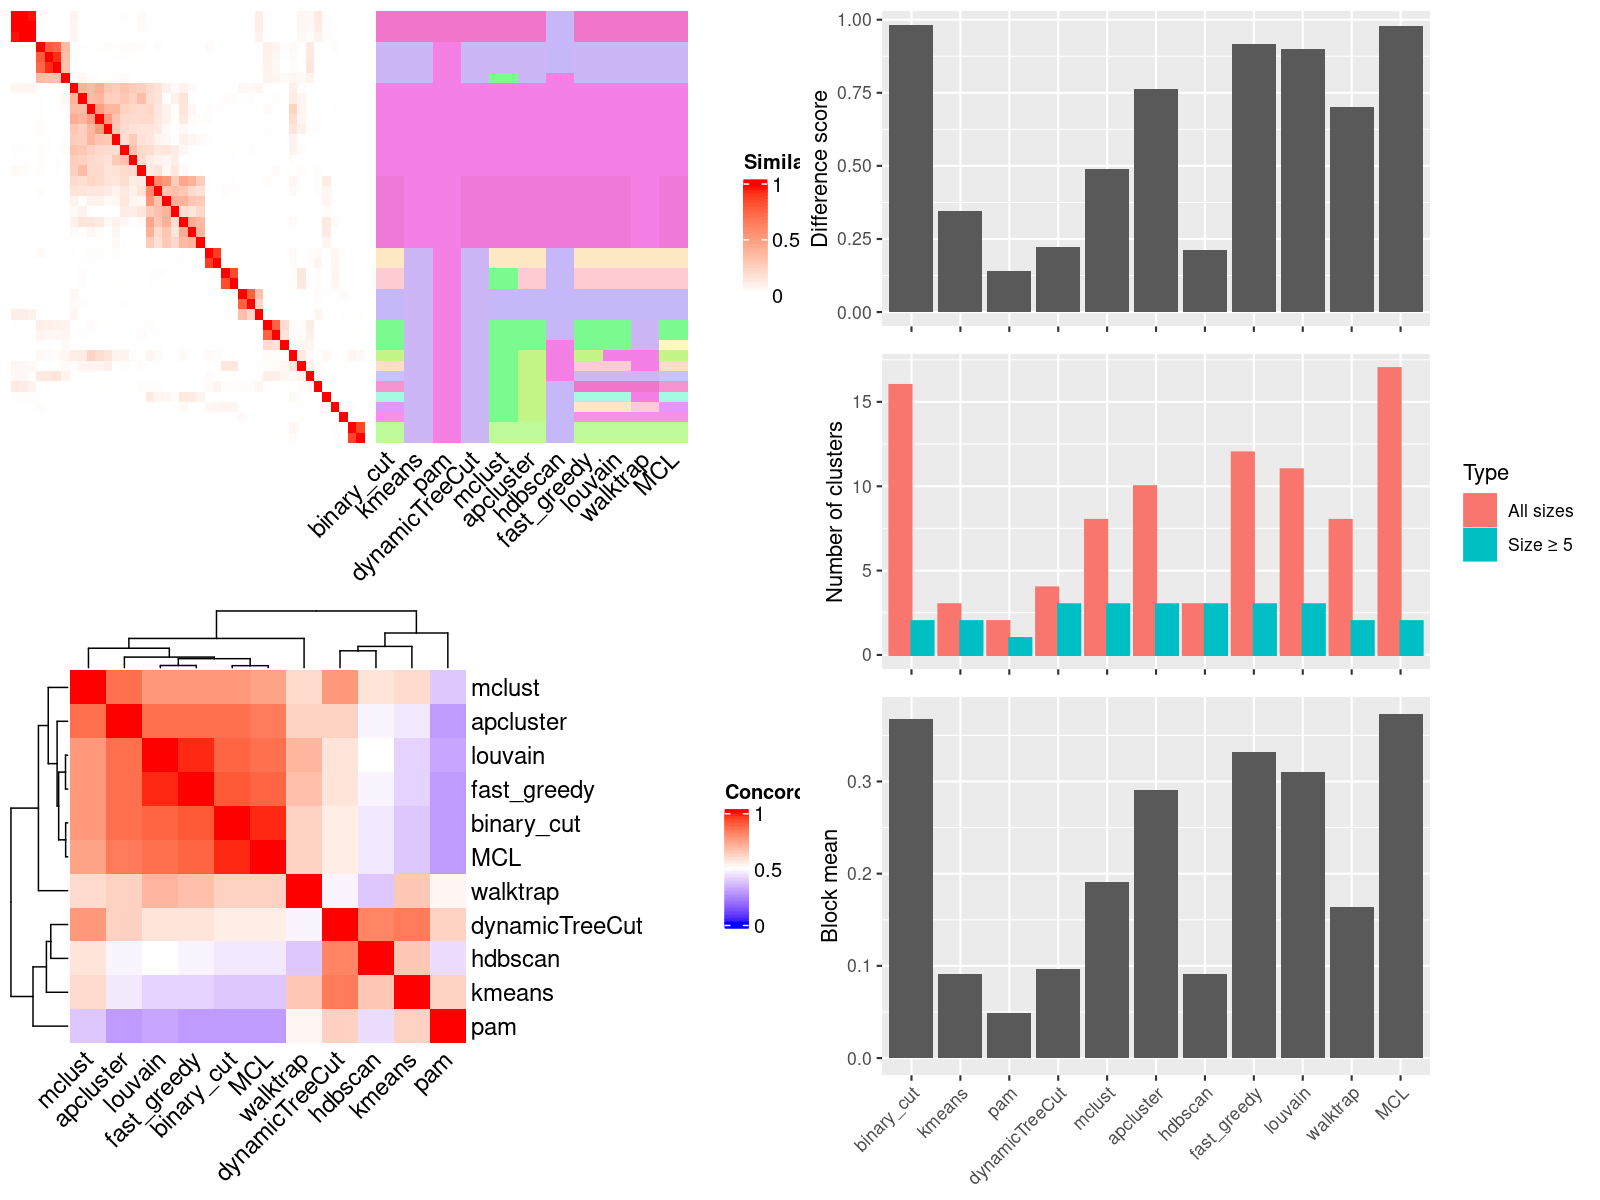 Simila
1
0.5
0
binary_cut
kmeans
pam
dynamicTreeCut
mclust
apcluster
hdbscan
fast_greedy
louvain
walktrap
MCL
mclust
apcluster
louvain
fast_greedy
binary_cut
MCL
walktrap
dynamicTreeCut
hdbscan
kmeans
pam
mclust
apcluster
louvain
fast_greedy
binary_cut
MCL
walktrap
dynamicTreeCut
hdbscan
kmeans
pam
Concord
1
0.5
0
Difference score
1.00
0.75
0.50
0.25
0.00
Number of clusters
15
10
5
0
Type
All sizes
Size ≥ 5
Block mean
0.3
0.2
0.1
0.0
binary_cut
kmeans
pam
dynamicTreeCut
mclust
apcluster
hdbscan
fast_greedy
louvain
walktrap
MCL